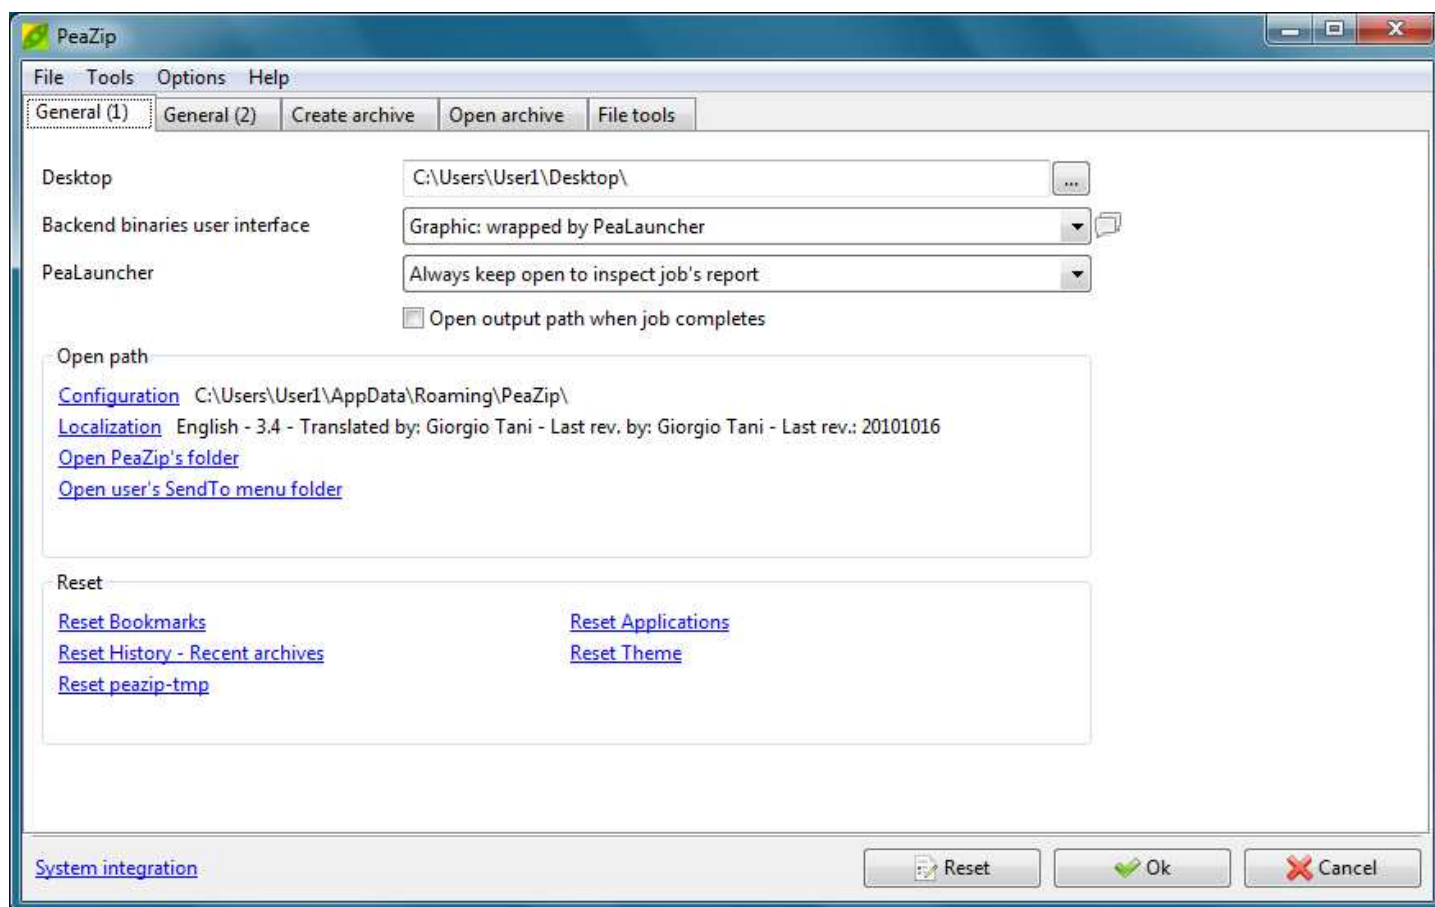 PeaZip
File Tools Options Help
General (1) General (2) Create archive Open archive File tools
Desktop C:\Users\User1\Desktop\ ...
Backend binaries user interface Graphic: wrapped by PeaLauncher
PeaLauncher Always keep open to inspect job's report
Open output path when job completes
Open path
Configuration C:\Users\User1\AppData\Roaming\PeaZip\
Localization English - 3.4 - Translated by: Giorgio Tani - Last rev. by: Giorgio Tani - Last rev.: 20101016
Open PeaZip's folder
Open user's SendTo menu folder
Reset
Reset Bookmarks Reset Applications
Reset History - Recent archives Reset Theme
Reset peazip-tmp
System integration Reset Ok Cancel